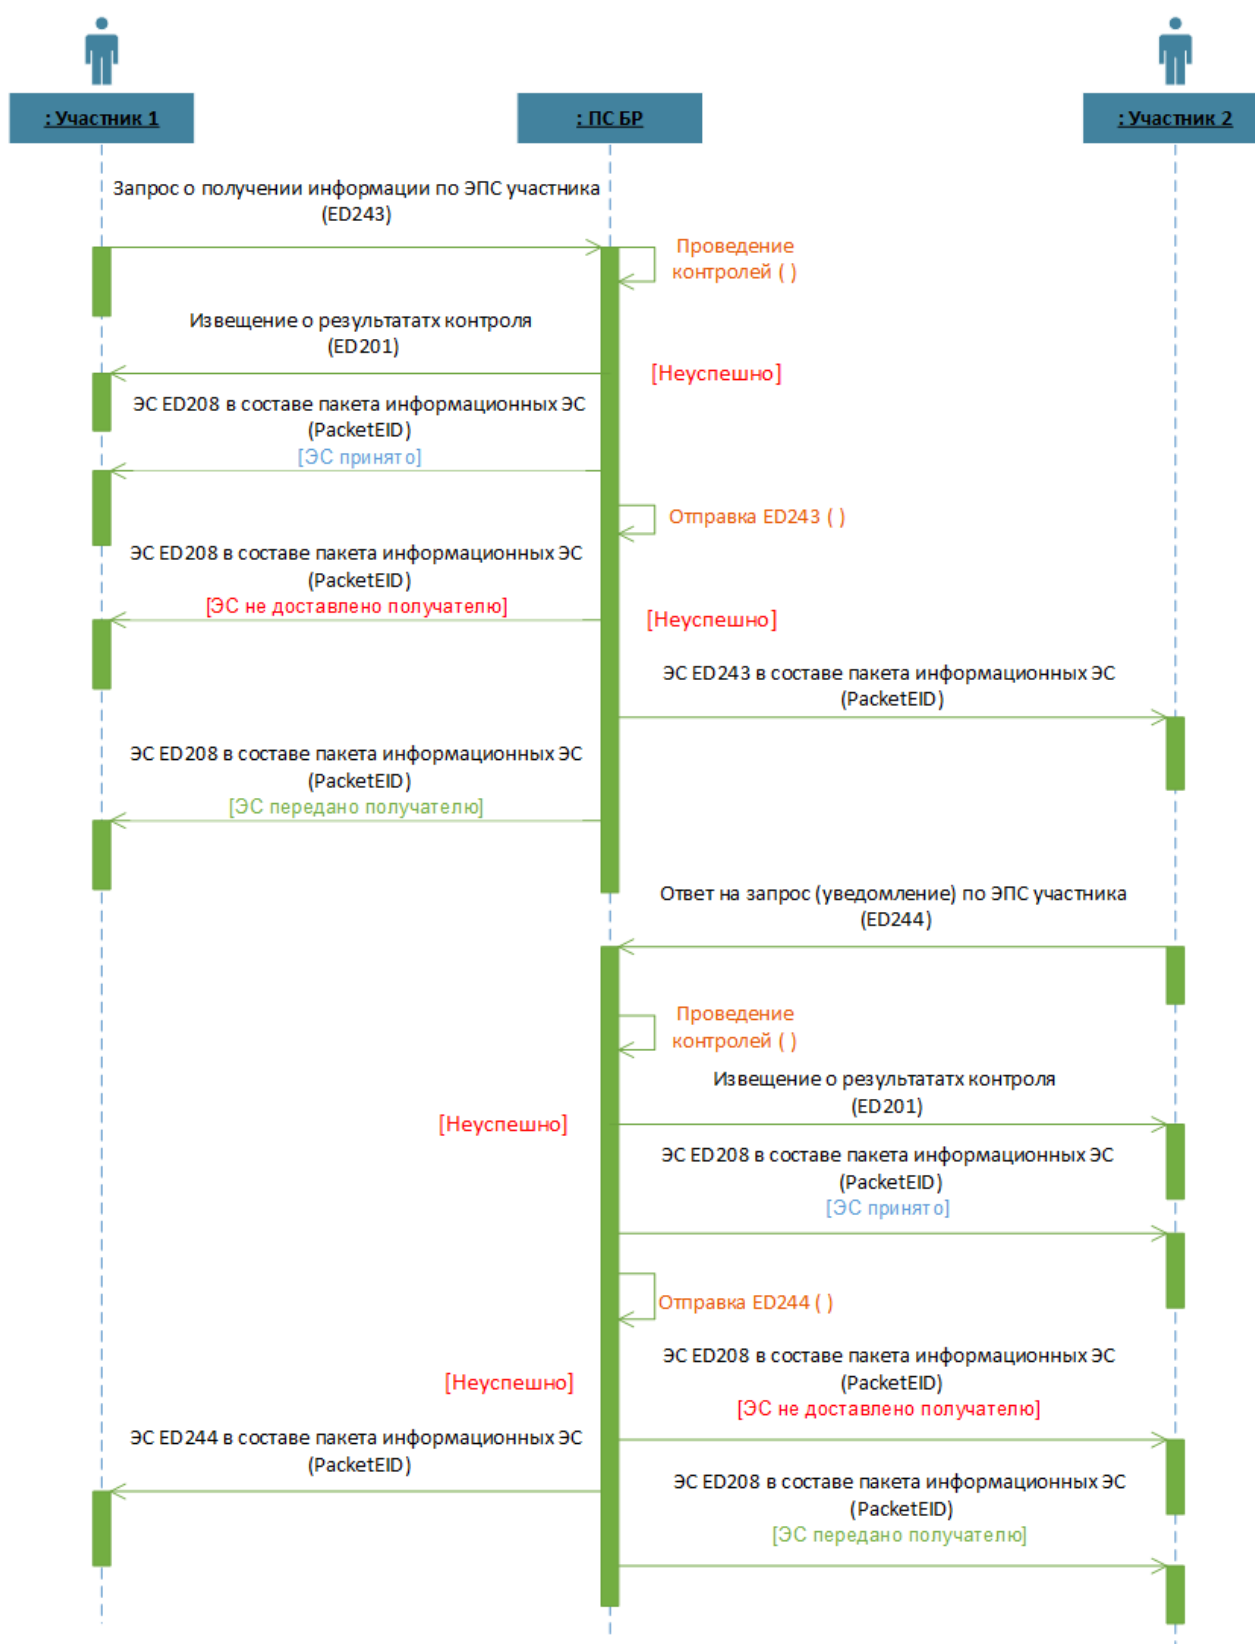 : Участник 1
: ПС БР
: Участник 2
Запрос о получении информации по ЭПС участника
(ED243)
Проведение
контролей ( )
Извещение о результататх контроля
(ED201)
[Неуспешно]
ЭС ED208 в составе пакета информационных ЭС
(PacketEID)
[ЭС принято]
Отправка ED243 ( )
ЭС ED208 в составе пакета информационных ЭС
(PacketEID)
[ЭС не доставлено получателю]
[Неуспешно]
ЭС ED243 в составе пакета информационных ЭС
(PacketEID)
ЭС ED208 в составе пакета информационных ЭС
(PacketEID)
[ЭС передано получателю]
Ответ на запрос (уведомление) по ЭПС участника
(ED244)
Проведение
контролей ( )
Извещение о результататх контроля
(ED201)
[Неуспешно]
ЭС ED208 в составе пакета информационных ЭС
(PacketEID)
[ЭС принято]
Отправка ED244 ( )
ЭС ED208 в составе пакета информационных ЭС
(PacketEID)
[Неуспешно]
[ЭС не доставлено получателю]
ЭС ED244 в составе пакета информационных ЭС
(PacketEID)
ЭС ED208 в составе пакета информационных ЭС
(PacketEID)
[ЭС передано получателю]